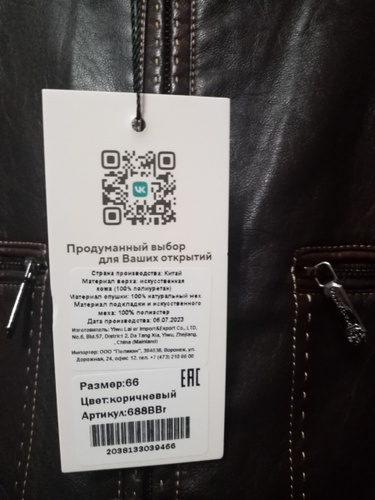 Продуманный выбор
для Ваших открытий
Страна производства: Китай
Материал верха: искусственная
кожа (100% полиуретан)
Материал опушки: 100% натуральный мех
Материал подкладки и искусственного
меха: 100% полиэстер
Дата производства: 06.07.2023
Изготовитель: Yiwu Lai er Import&Export Co., LTD,
No.8, Bld.57, District 2, Da Tang Xia, Yiwu, Zhejiang,
, China (Mainland)
Импортер: ООО "Пилигрим", 394036, Воронеж, ул.
Дорожная, 24, офис 12. тел. +7 (473) 210 66 00
Размер:66
Цвет:коричневый
Артикул:688BBr
EAC
2038133039466